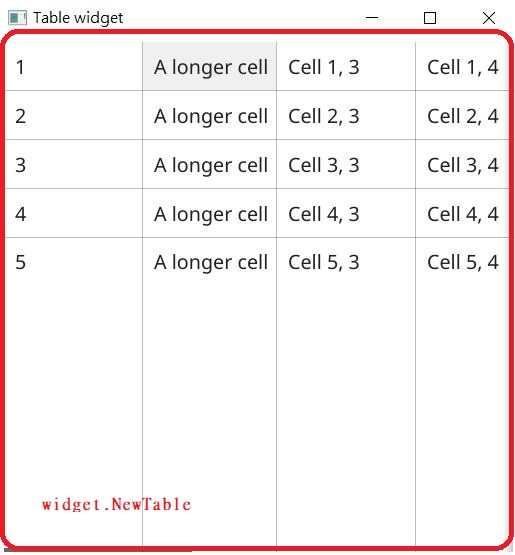 Table widget
1 A longer cell Cell 1, 3 Cell 1, 4
2 A longer cell Cell 2, 3 Cell 2, 4
3 A longer cell Cell 3, 3 Cell 3, 4
4 A longer cell Cell 4, 3 Cell 4, 4
5 A longer cell Cell 5, 3 Cell 5, 4
widget.NewTable